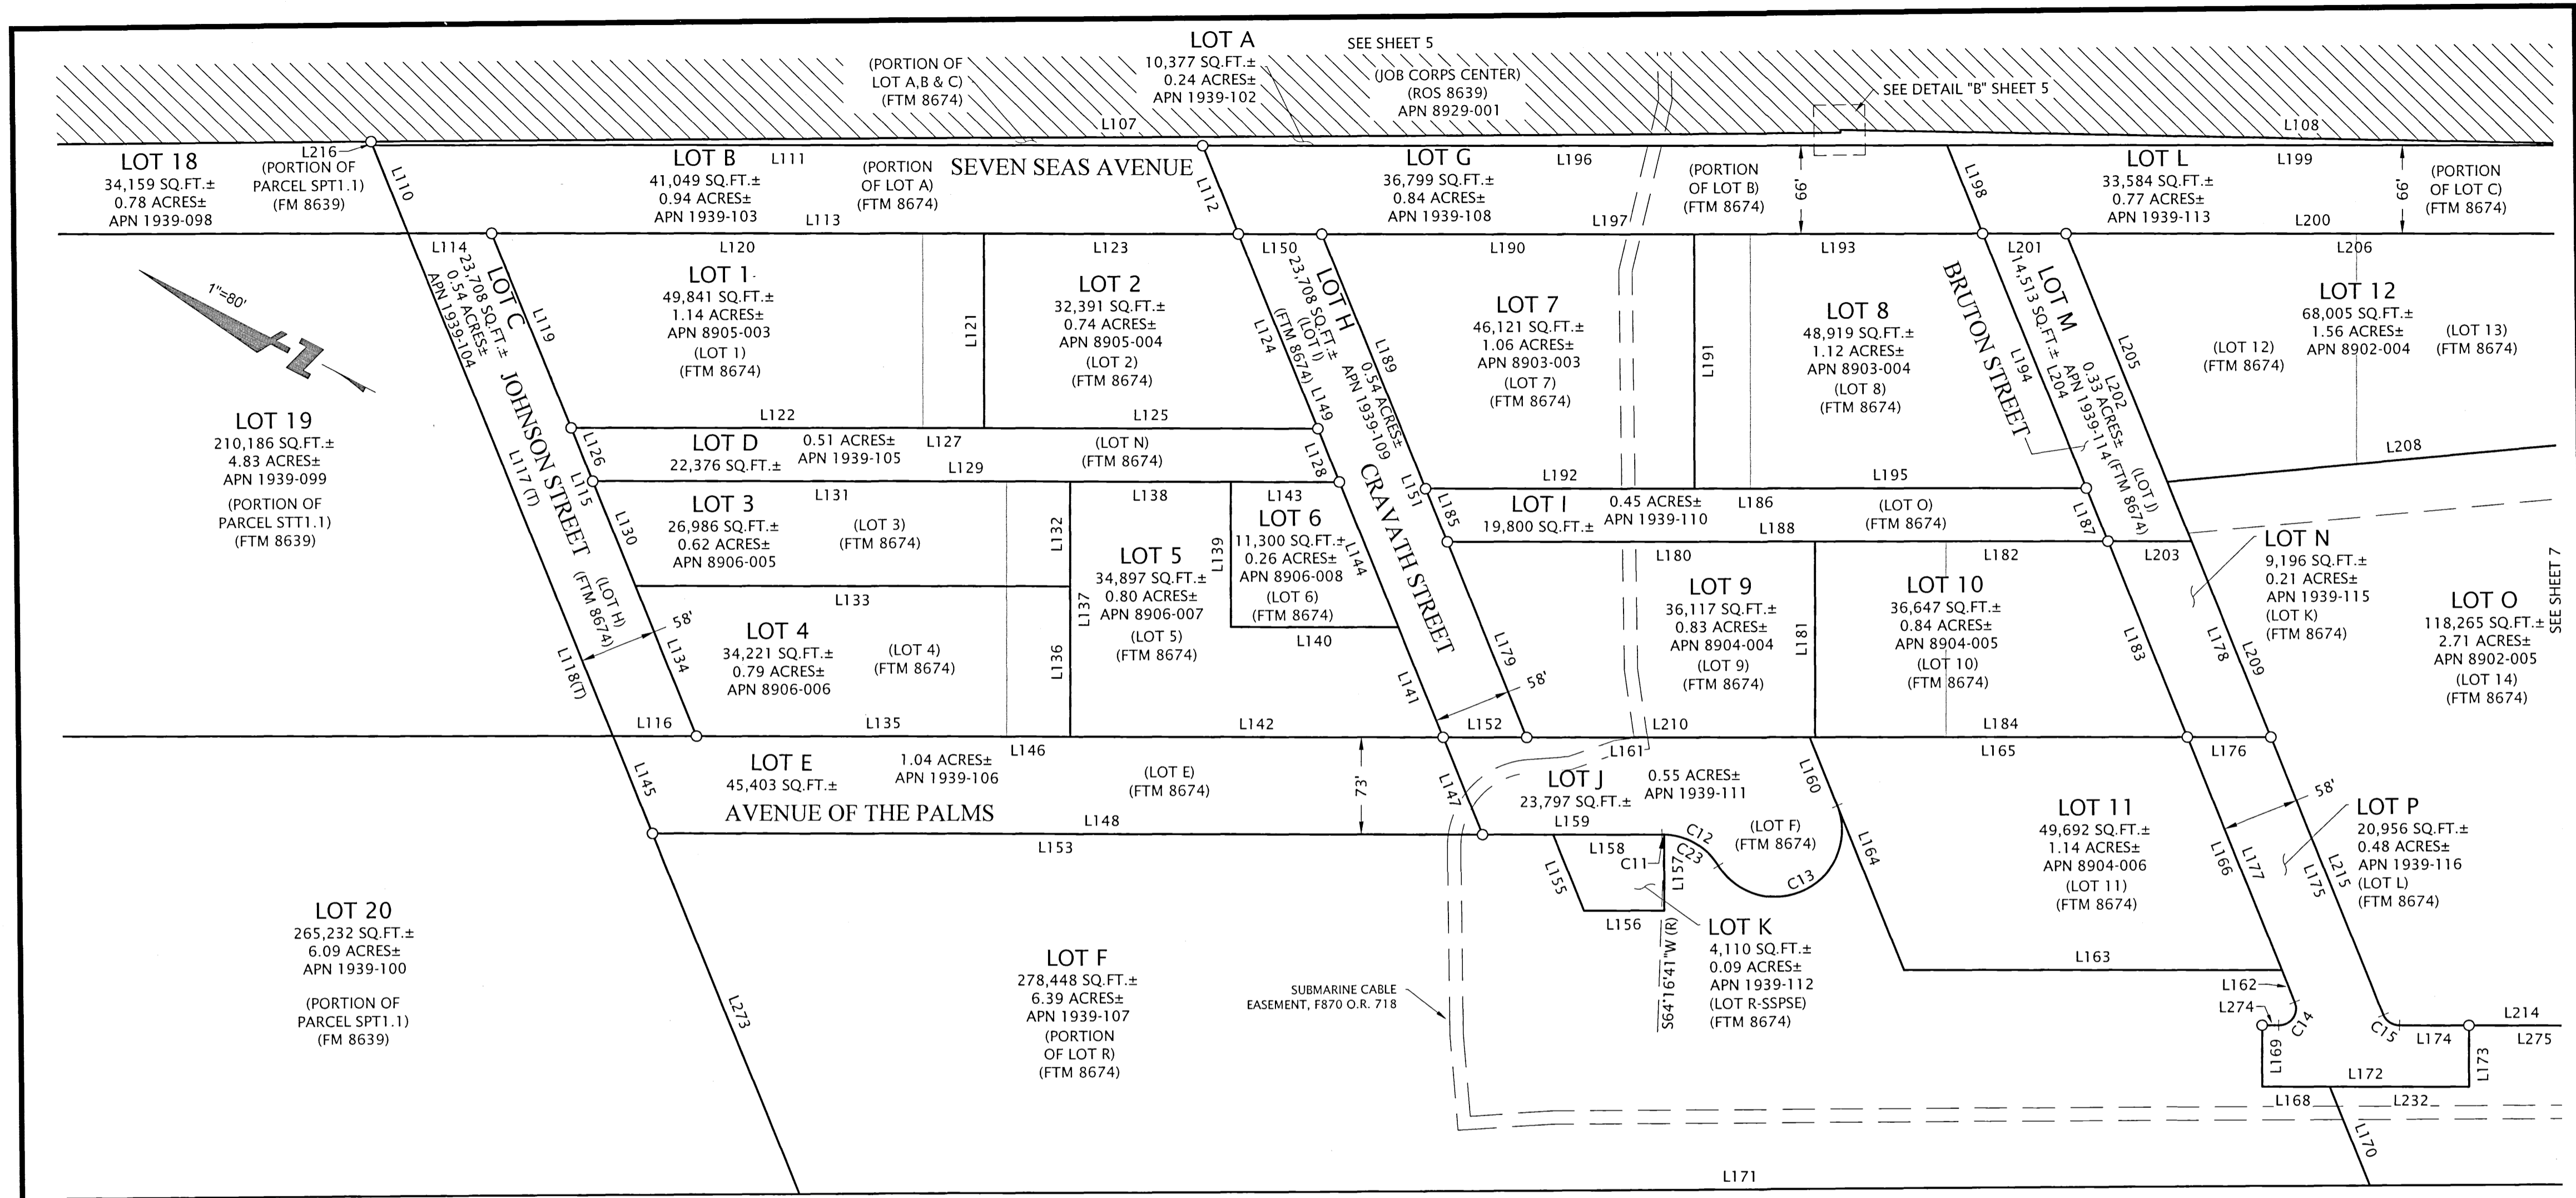 LOT A
10,377 SQ.FT.±
0.24 ACRES±
APN 1939-102
SEE SHEET 5
(PORTION OF
LOT A,B & C)
(FTM 8674)
(JOB CORPS CENTER)
(ROS 8639)
APN 8929-001
SEE DETAIL "B" SHEET 5
L107
L108
LOT 18
34,159 SQ.FT.±
0.78 ACRES±
APN 1939-098
L216
(PORTION OF
PARCEL SPT1.1)
(FM 8639)
L110
LOT B
41,049 SQ.FT.±
0.94 ACRES±
APN 1939-103
L111
(PORTION
OF LOT A)
(FTM 8674)
SEVEN SEAS AVENUE
L113
L112
LOT G
36,799 SQ.FT.±
0.84 ACRES±
APN 1939-108
L196
L197
(PORTION
OF LOT B)
(FTM 8674)
66'
L198
LOT L
33,584 SQ.FT.±
0.77 ACRES±
APN 1939-113
L199
L200
66'
(PORTION
OF LOT C)
(FTM 8674)
1"=80'
L114
LOT C
23,708 SQ.FT.±
0.54 ACRES±
APN 1939-104
L119
JOHNSON STREET
(LOT H)
(FTM 8674)
L120
LOT 1
49,841 SQ.FT.±
1.14 ACRES±
APN 8905-003
(LOT 1)
(FTM 8674)
L121
L122
L123
LOT 2
32,391 SQ.FT.±
0.74 ACRES±
APN 8905-004
(LOT 2)
(FTM 8674)
L125
L124
L150
LOT H
23,708 SQ.FT.±
(LOT I)
(FTM 8674)
0.54 ACRES±
APN 1939-109
L149
L189
L151
CRAVATH STREET
L190
LOT 7
46,121 SQ.FT.±
1.06 ACRES±
APN 8903-003
(LOT 7)
(FTM 8674)
L191
L192
L193
LOT 8
48,919 SQ.FT.±
1.12 ACRES±
APN 8903-004
(LOT 8)
(FTM 8674)
L195
BRUTON STREET
L194
L201
LOT M
14,513 SQ.FT.±
0.33 ACRES±
APN 1939-114
(LOT J)
(FTM 8674)
L204
L202
L205
L206
LOT 12
68,005 SQ.FT.±
1.56 ACRES±
APN 8902-004
(LOT 12)
(FTM 8674)
(LOT 13)
(FTM 8674)
L208
LOT 19
210,186 SQ.FT.±
4.83 ACRES±
APN 1939-099
(PORTION OF
PARCEL STT1.1)
(FTM 8639)
L117(T)
L118(T)
L126
L115
LOT D
22,376 SQ.FT.±
0.51 ACRES±
APN 1939-105
L127
L129
(LOT N)
(FTM 8674)
L128
L130
LOT 3
26,986 SQ.FT.±
0.62 ACRES±
APN 8906-005
L131
(LOT 3)
(FTM 8674)
L132
L133
58'
L134
LOT 4
34,221 SQ.FT.±
0.79 ACRES±
APN 8906-006
(LOT 4)
(FTM 8674)
L136
L137
L138
LOT 5
34,897 SQ.FT.±
0.80 ACRES±
APN 8906-007
(LOT 5)
(FTM 8674)
L139
L143
LOT 6
11,300 SQ.FT.±
0.26 ACRES±
APN 8906-008
(LOT 6)
(FTM 8674)
L140
L144
L141
L185
LOT I
19,800 SQ.FT.±
0.45 ACRES±
APN 1939-110
L186
L188
(LOT O)
(FTM 8674)
L187
L179
58'
L180
LOT 9
36,117 SQ.FT.±
0.83 ACRES±
APN 8904-004
(LOT 9)
(FTM 8674)
L181
LOT 10
36,647 SQ.FT.±
0.84 ACRES±
APN 8904-005
(LOT 10)
(FTM 8674)
L182
L183
L203
L178
L209
LOT N
9,196 SQ.FT.±
0.21 ACRES±
APN 1939-115
(LOT K)
(FTM 8674)
LOT O
118,265 SQ.FT.±
2.71 ACRES±
APN 8902-005
(LOT 14)
(FTM 8674)
SEE SHEET 7
L116
L135
L142
L152
L210
L184
L145
LOT E
45,403 SQ.FT.±
1.04 ACRES±
APN 1939-106
L146
(LOT E)
(FTM 8674)
AVENUE OF THE PALMS
L148
73'
L147
L153
L161
LOT J
23,797 SQ.FT.±
0.55 ACRES±
APN 1939-111
L159
L158
C11
C12
C23
(LOT F)
(FTM 8674)
C13
L160
L164
L155
L156
L157
S64°16'41"W (R)
LOT K
4,110 SQ.FT.±
0.09 ACRES±
APN 1939-112
(LOT R-SSPSE)
(FTM 8674)
L165
LOT 11
49,692 SQ.FT.±
1.14 ACRES±
APN 8904-006
(LOT 11)
(FTM 8674)
L163
L176
L166
L177
58'
LOT P
20,956 SQ.FT.±
0.48 ACRES±
APN 1939-116
(LOT L)
(FTM 8674)
L175
L215
L162
L274
C14
C15
L174
L214
L275
L169
L172
L173
L168
L232
L170
LOT 20
265,232 SQ.FT.±
6.09 ACRES±
APN 1939-100
(PORTION OF
PARCEL SPT1.1)
(FM 8639)
L273
LOT F
278,448 SQ.FT.±
6.39 ACRES±
APN 1939-107
(PORTION
OF LOT R)
(FTM 8674)
SUBMARINE CABLE
EASEMENT, F870 O.R. 718
L171